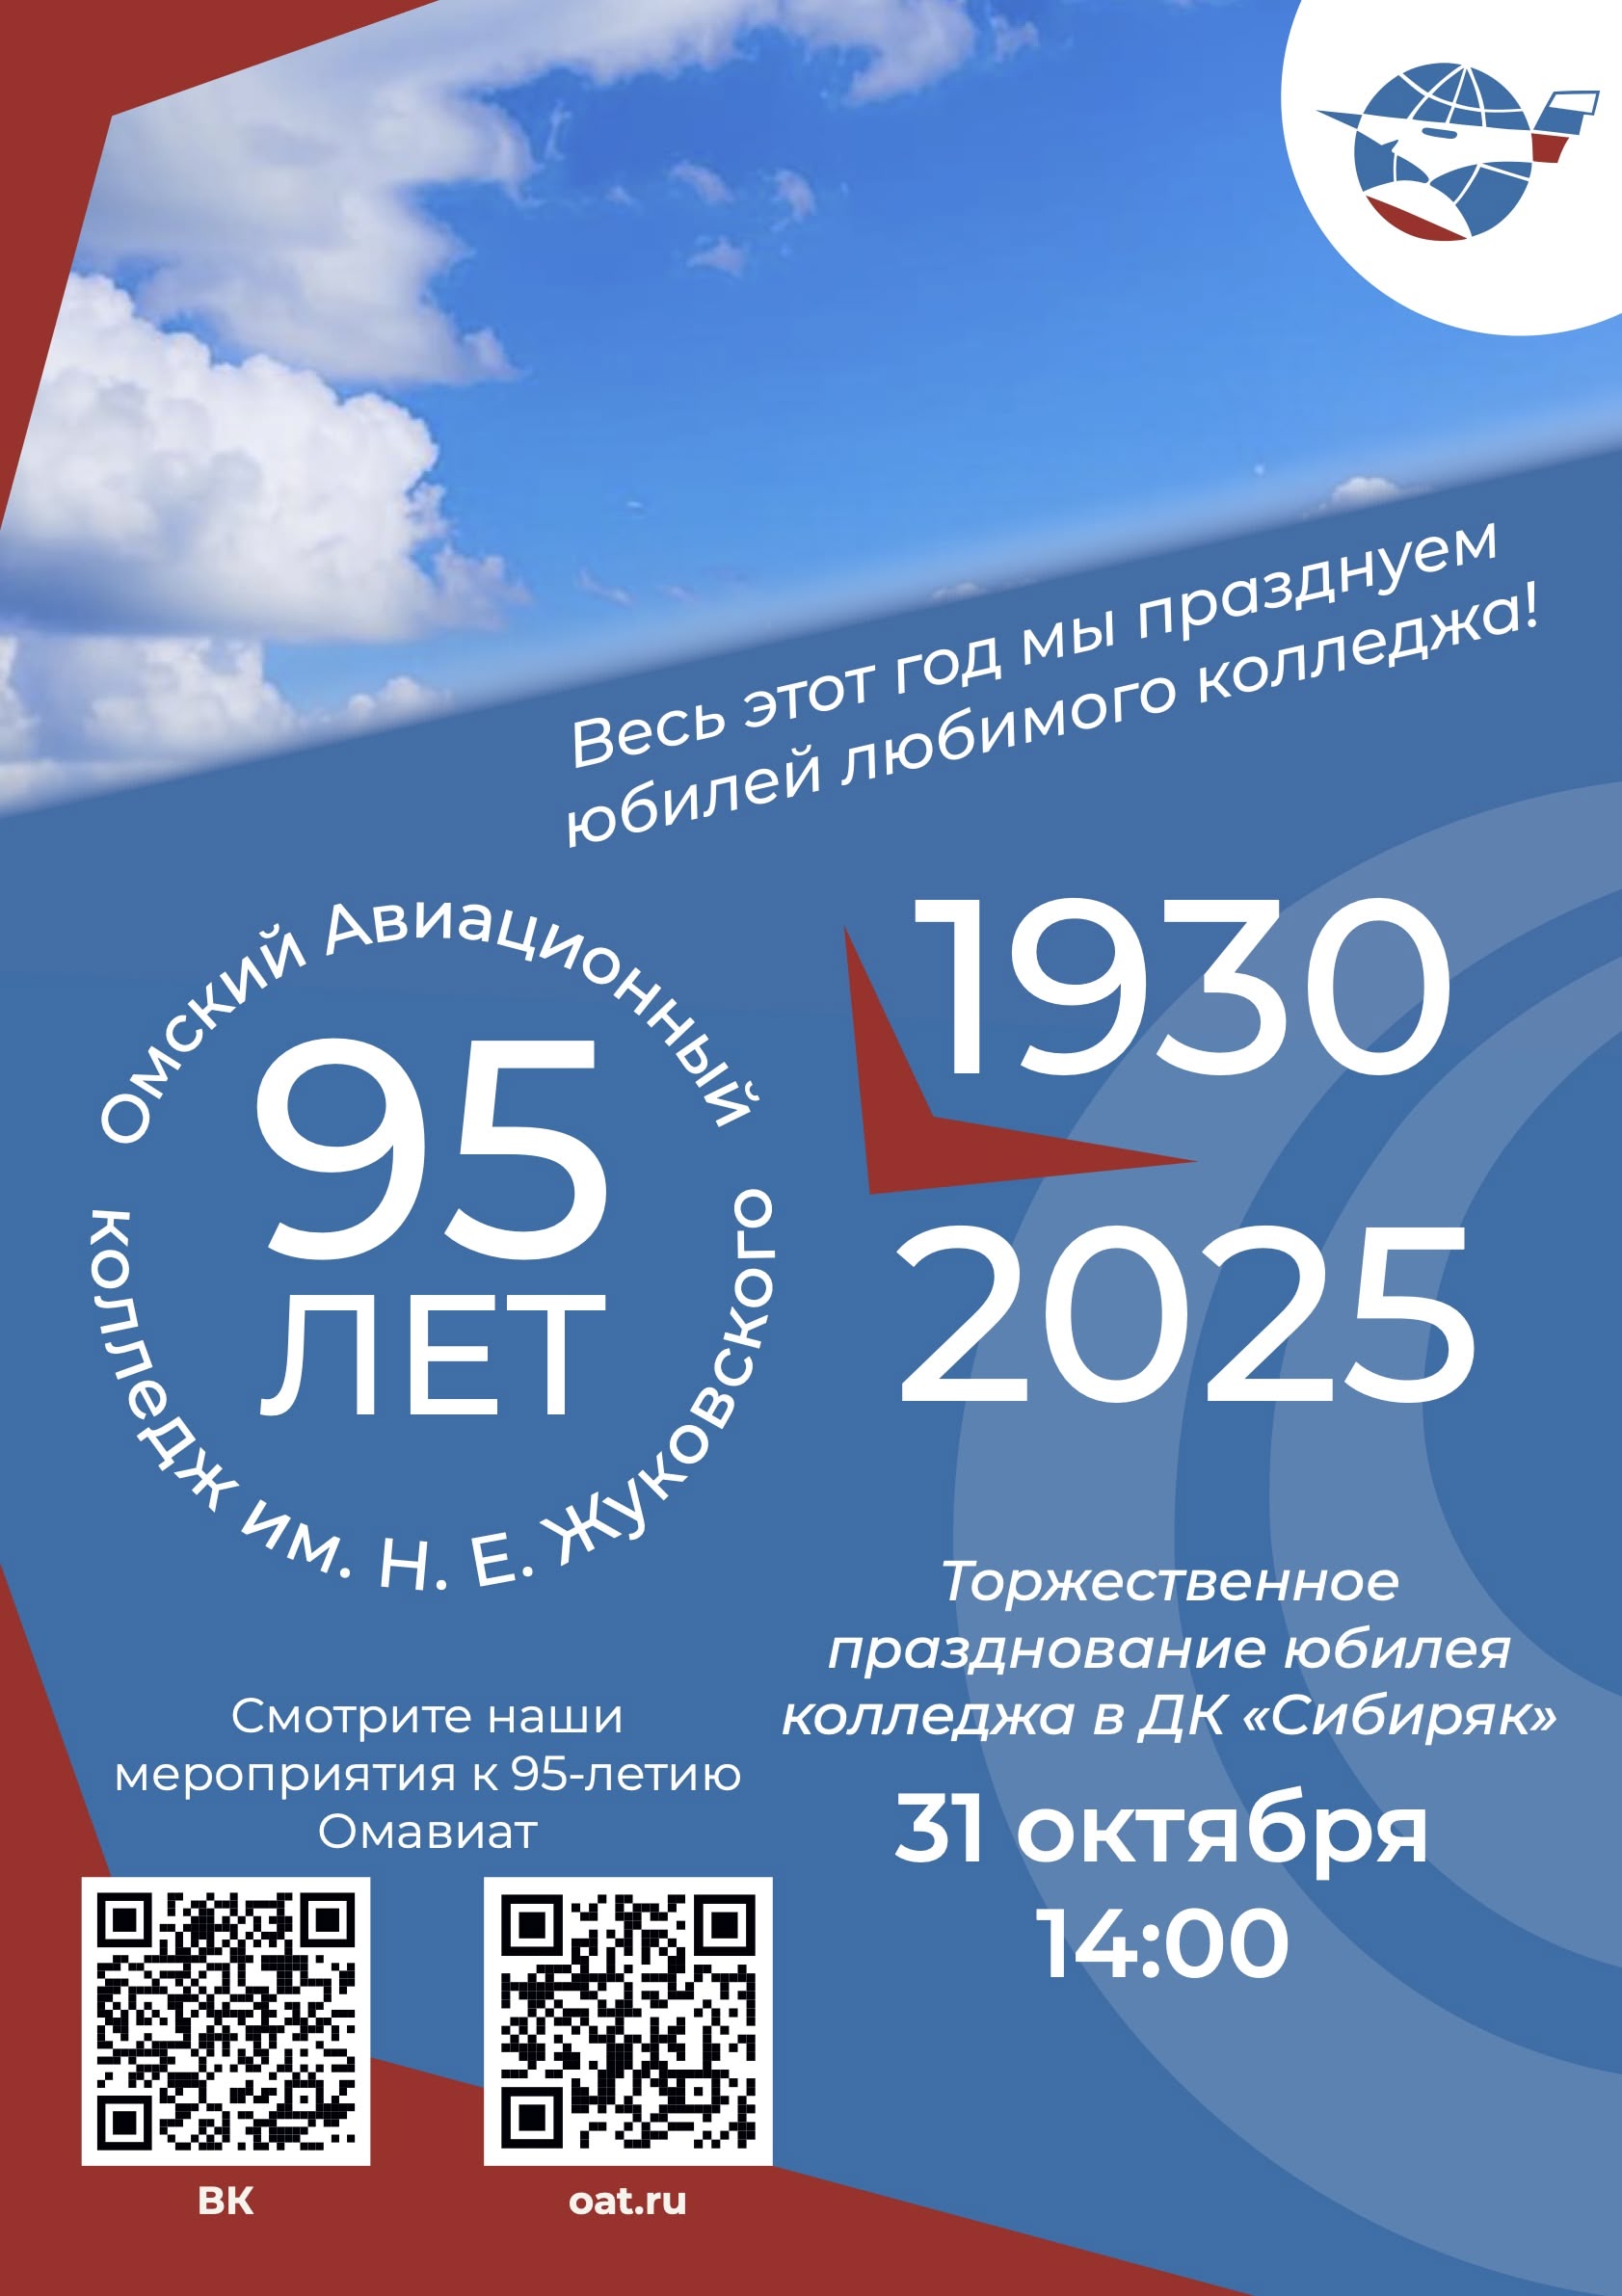 Весь этот год мы празднуем
юбилей любимого колледжа!
Омский Авиационный
95
ЛЕТ
колледж им. Н. Е. Жуковского
1930
2025
Торжественное
празднование юбилея
колледжа в ДК «Сибиряк»
31 октября
14:00
Смотрите наши
мероприятия к 95-летию
Омавиат
ВК
oat.ru